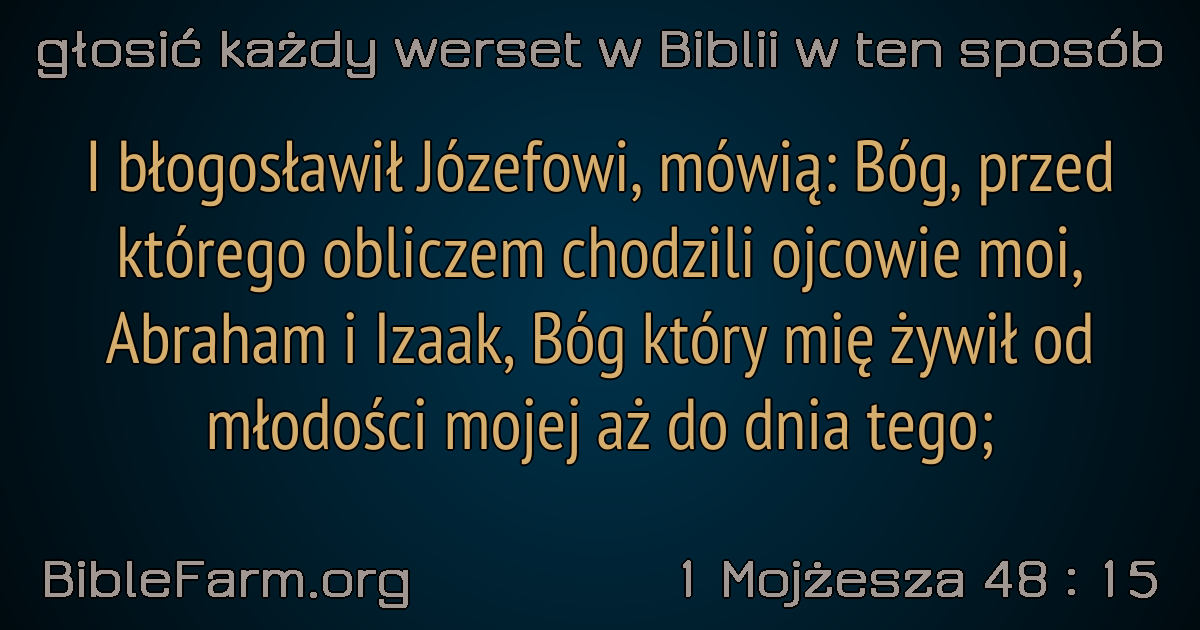 głosić każdy werset w Biblii w ten sposób
I błogosławił Józefowi, mówią: Bóg, przed
którego obliczem chodzili ojcowie moi,
Abraham i Izaak, Bóg który mię żywił od
młodości mojej aż do dnia tego;
BibleFarm.org
1 Mojżesza 48 : 15